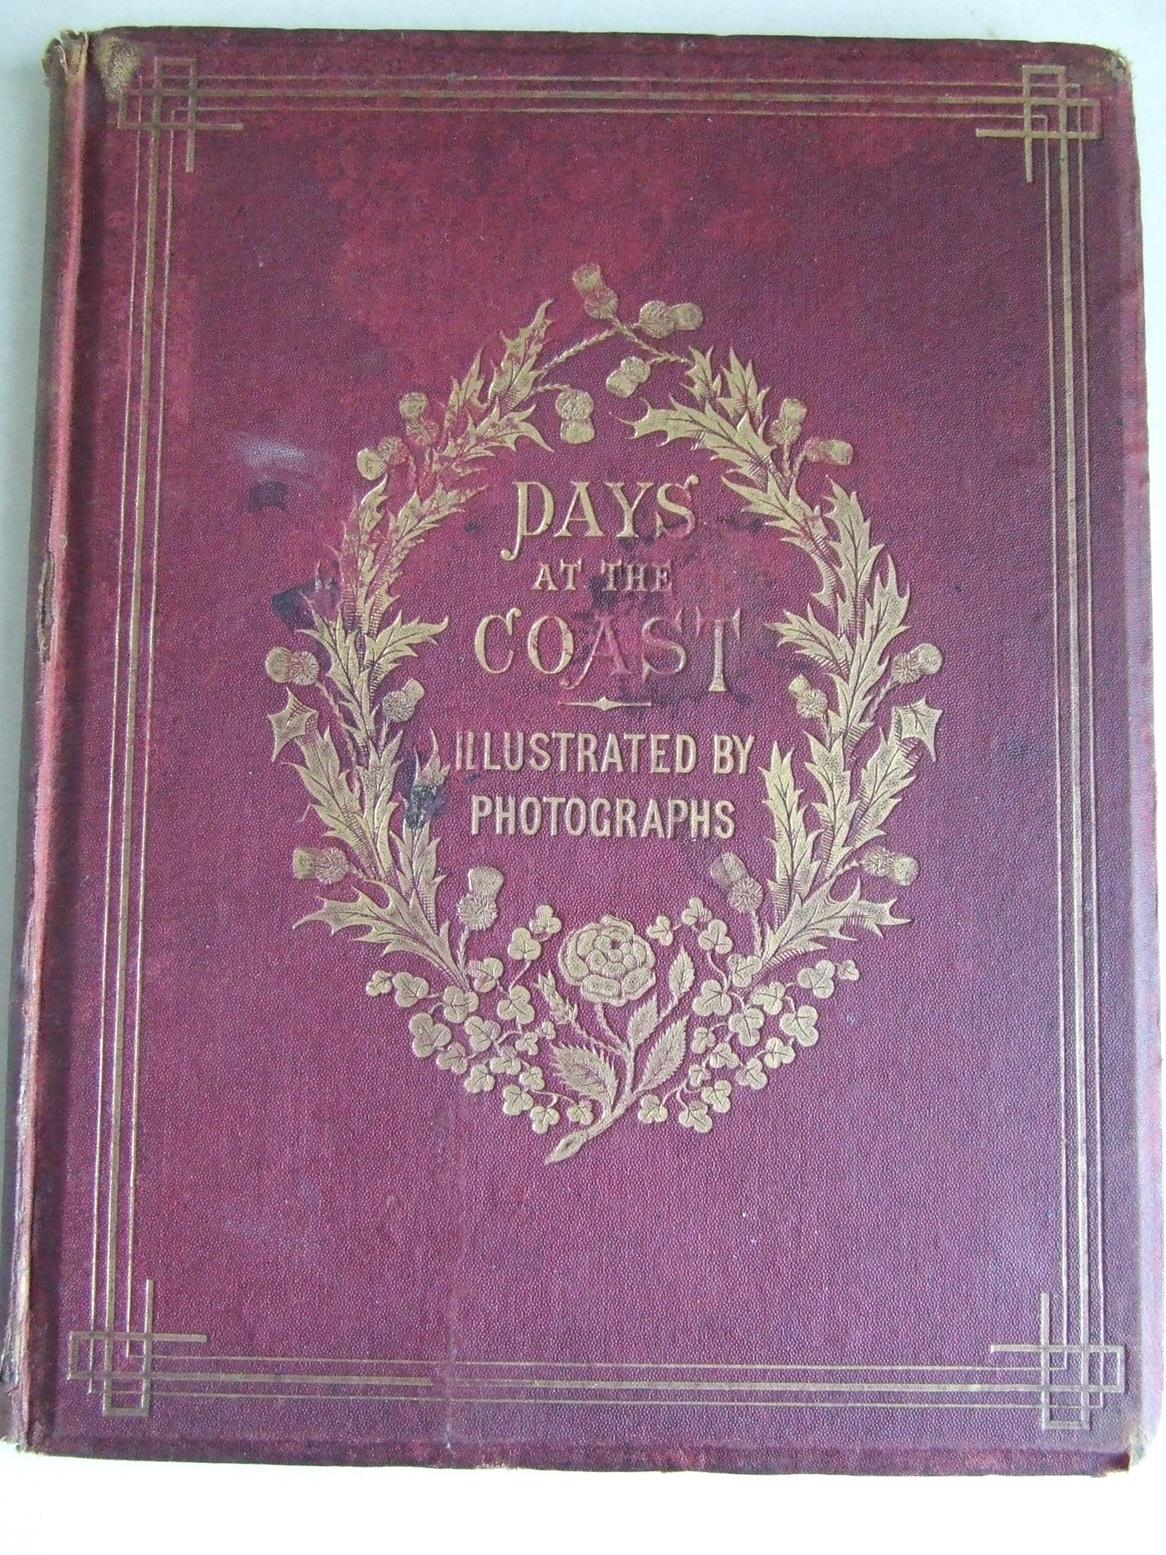 DAYS
AT THE
COAST
ILLUSTRATED BY
PHOTOGRAPHS